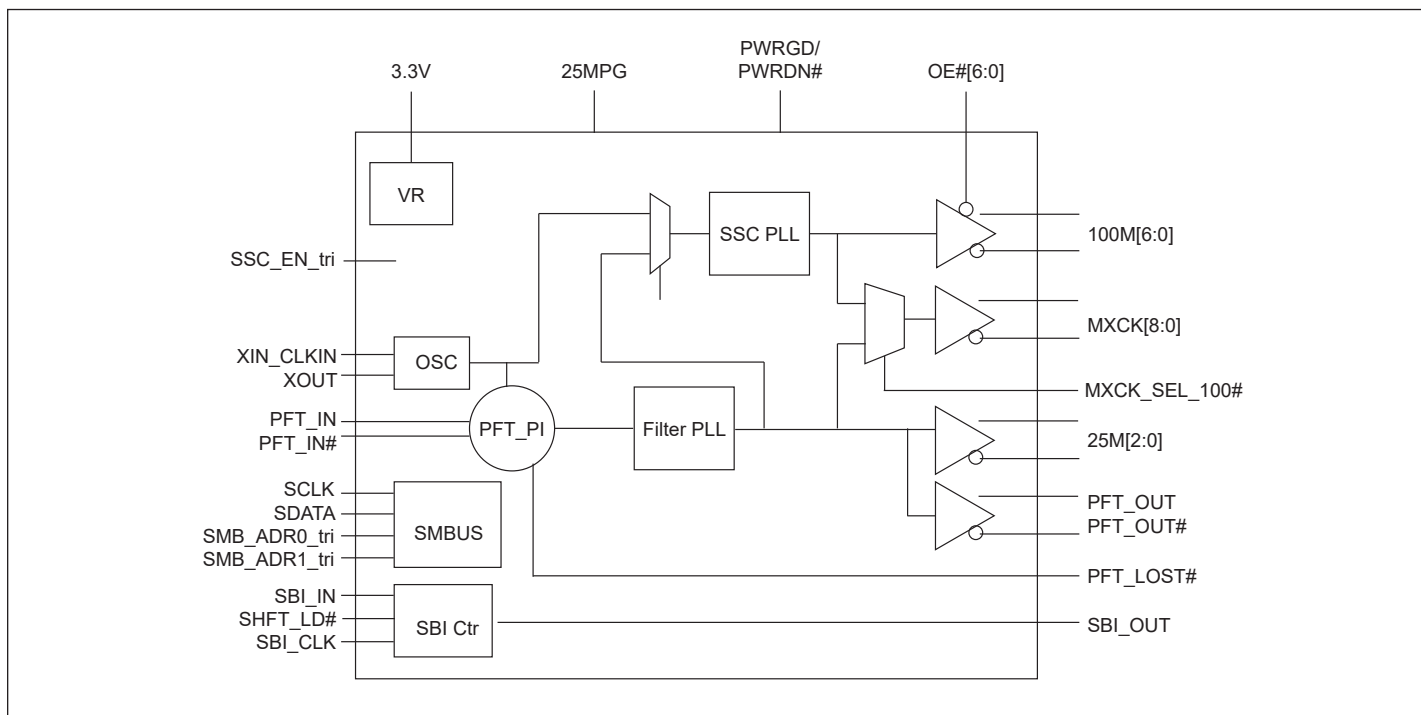 3.3V
25MPG
PWRGD/
PWRDN#
OE#[6:0]
VR
SSC_EN_tri
SSC PLL
100M[6:0]
MXCK[8:0]
XIN_CLKIN
XOUT
OSC
MXCK_SEL_100#
PFT_IN
PFT_IN#
PFT_PI
Filter PLL
25M[2:0]
SCLK
SDATA
SMB_ADR0_tri
SMB_ADR1_tri
SMBUS
PFT_OUT
PFT_OUT#
PFT_LOST#
SBI_IN
SHFT_LD#
SBI_CLK
SBI Ctr
SBI_OUT